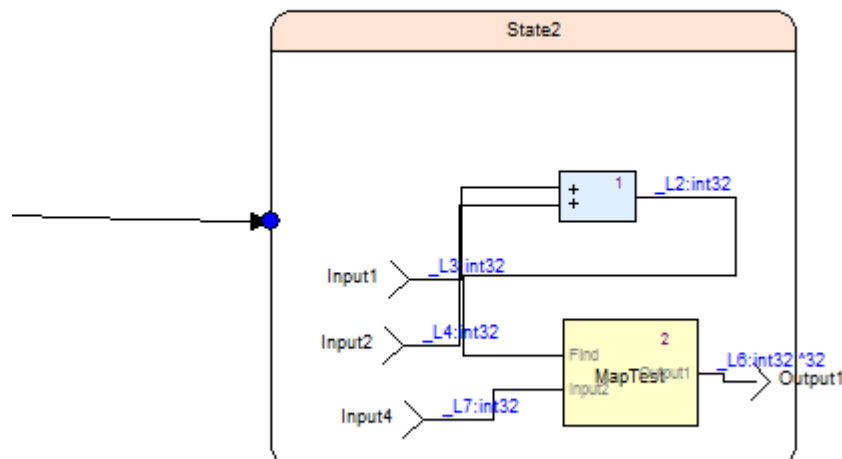 State2
1
_L2:int32
+
+
Input1
_L3:int32
Input2
_L4:int32
2
Find
MapTest
Output1
Input2
_L6:int32 ^32
Output1
Input4
_L7:int32